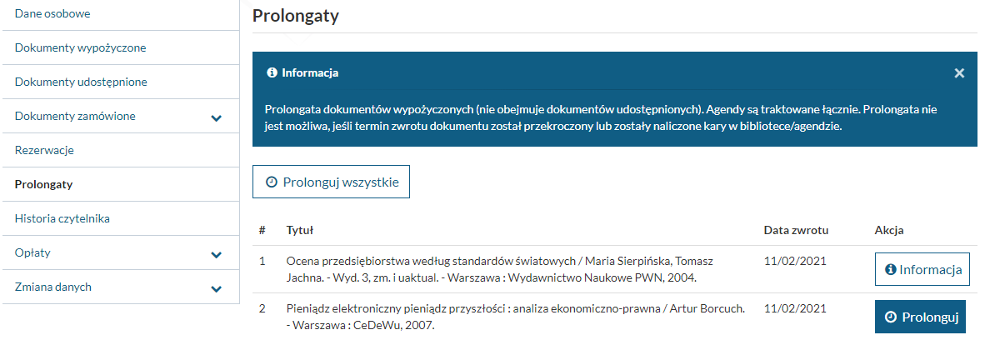 Dane osobowe
Dokumenty wypożyczone
Dokumenty udostępnione
Dokumenty zamówione
Rezerwacje
Prolongaty
Historia czytelnika
Opłaty
Zmiana danych
Prolongaty
Informacja
Prolongata dokumentów wypożyczonych (nie obejmuje dokumentów udostępnionych). Agendy są traktowane łącznie. Prolongata nie
jest możliwa, jeśli termin zwrotu dokumentu został przekroczony lub zostały naliczone kary w bibliotece/agendzie.
Prolonguj wszystkie
# Tytuł Data zwrotu Akcja
1 Ocena przedsiębiorstwa według standardów światowych / Maria Sierpińska, Tomasz 11/02/2021 Informacja
Jachna. - Wyd. 3, zm. i uaktual. - Warszawa : Wydawnictwo Naukowe PWN, 2004.
2 Pieniądz elektroniczny pieniądz przyszłości : analiza ekonomiczno-prawna / Artur Borcuch. 11/02/2021 Prolonguj
- Warszawa : CeDeWu, 2007.